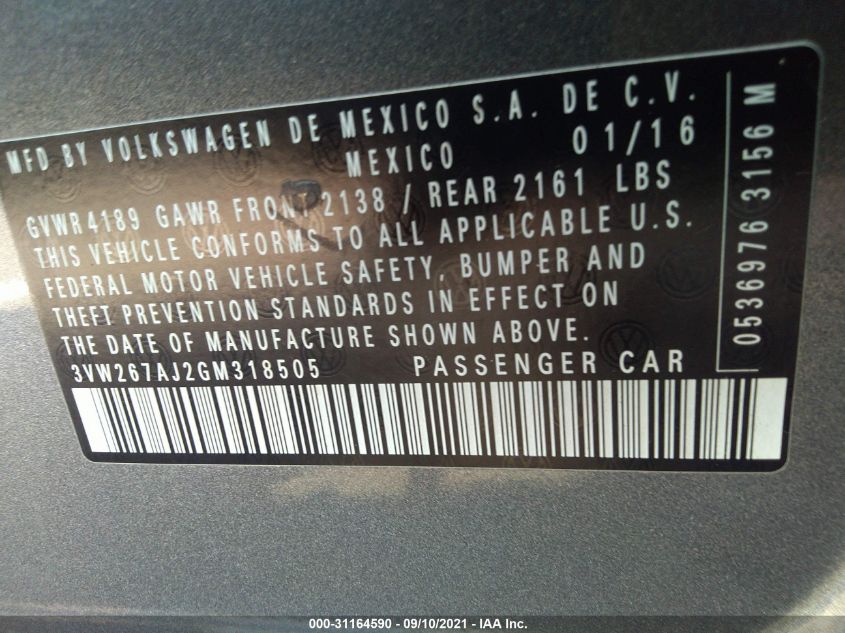 MFD BY VOLKSWAGEN DE MEXICO S.A. DE C.V.
MEXICO 01/16
GVWR 4189 GAWR FRONT 2138 / REAR 2161 LBS
THIS VEHICLE CONFORMS TO ALL APPLICABLE U.S.
FEDERAL MOTOR VEHICLE SAFETY, BUMPER AND
THEFT PREVENTION STANDARDS IN EFFECT ON
THE DATE OF MANUFACTURE SHOWN ABOVE.
3VW267AJ2GM318505 PASSENGER CAR
0536976 3156 M
000-31164590 - 09/10/2021 - IAA Inc.